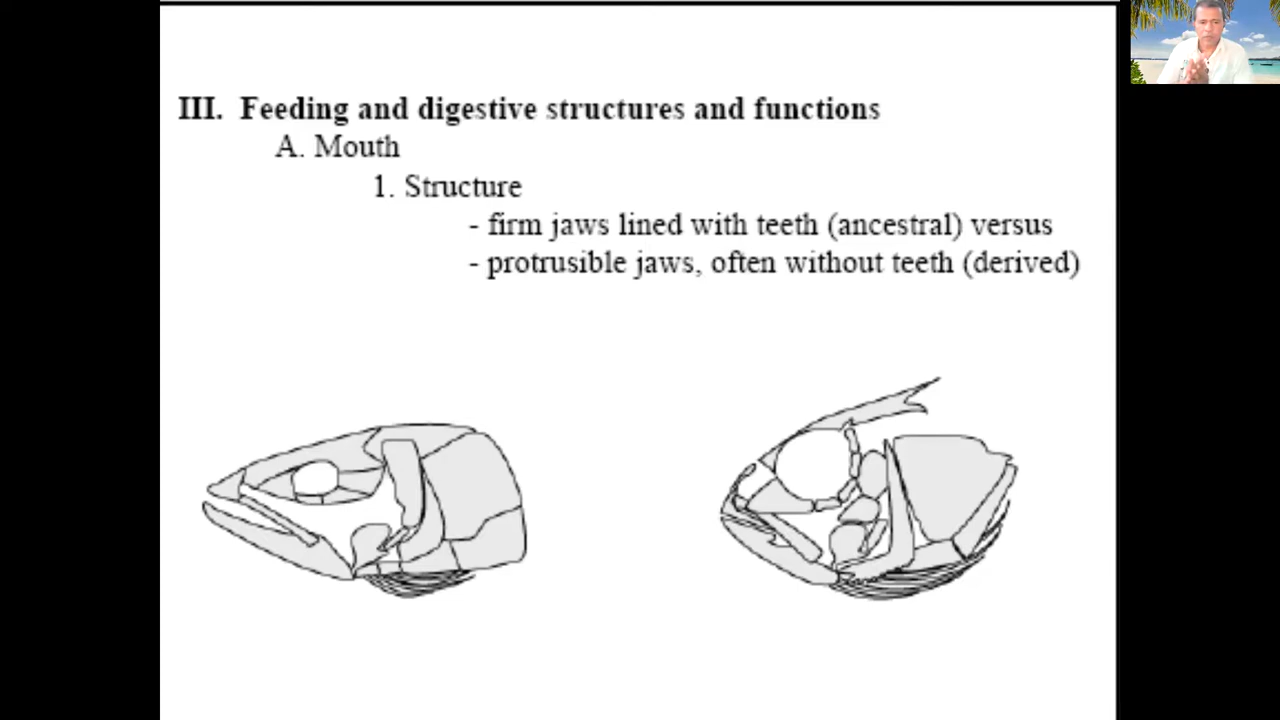 III. Feeding and digestive structures and functions
A. Mouth
1. Structure
- firm jaws lined with teeth (ancestral) versus
- protrusible jaws, often without teeth (derived)